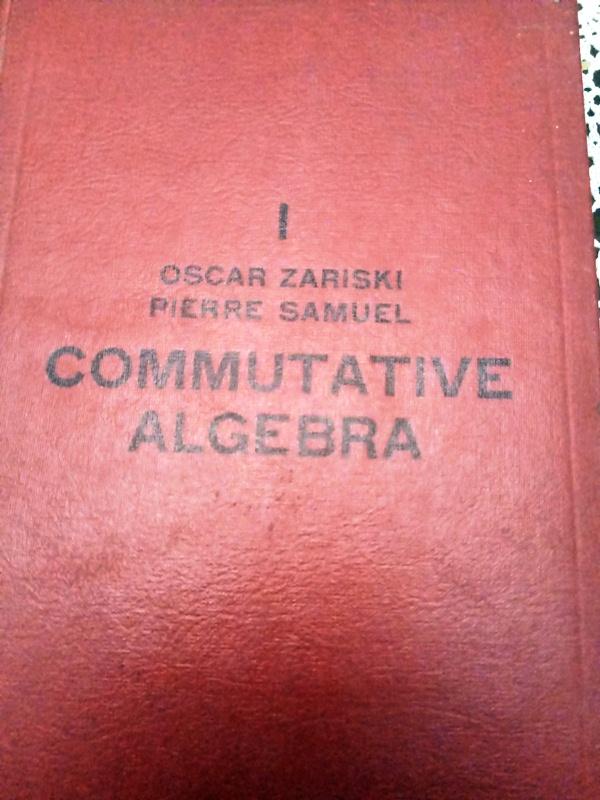 I
OSCAR ZARISKI
PIERRE SAMUEL
COMMUTATIVE
ALGEBRA